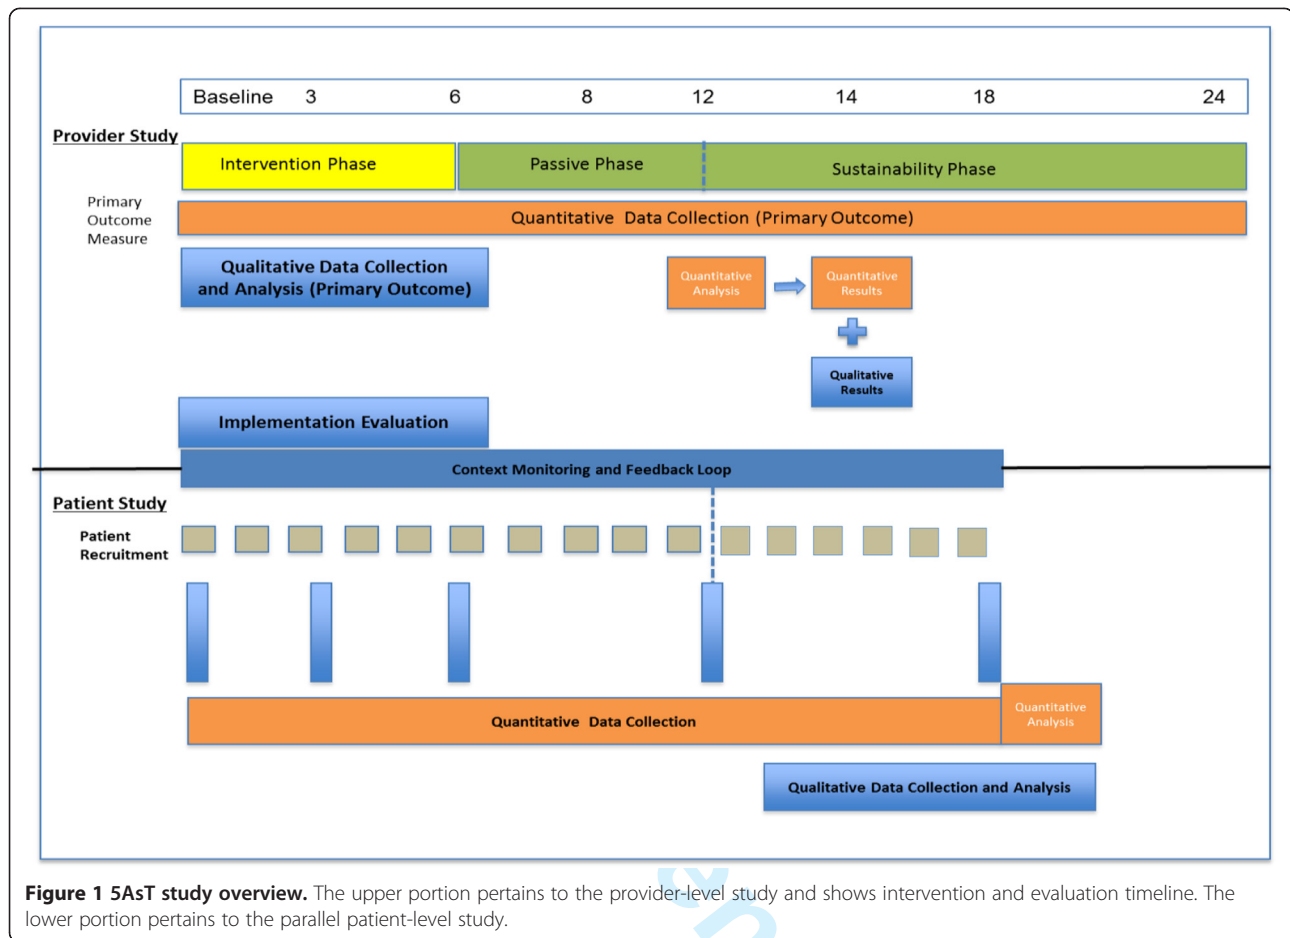 Baseline 3 6 8 12 14 18 24
Provider Study
Intervention Phase Passive Phase Sustainability Phase
Primary
Outcome
Measure
Quantitative Data Collection (Primary Outcome)
Qualitative Data Collection
and Analysis (Primary Outcome)
Quantitative
Analysis
Quantitative
Results
Qualitative
Results
Implementation Evaluation
Context Monitoring and Feedback Loop
Patient Study
Patient
Recruitment
Quantitative Data Collection
Quantitative
Analysis
Qualitative Data Collection and Analysis
Figure 1 5AsT study overview. The upper portion pertains to the provider-level study and shows intervention and evaluation timeline. The
lower portion pertains to the parallel patient-level study.